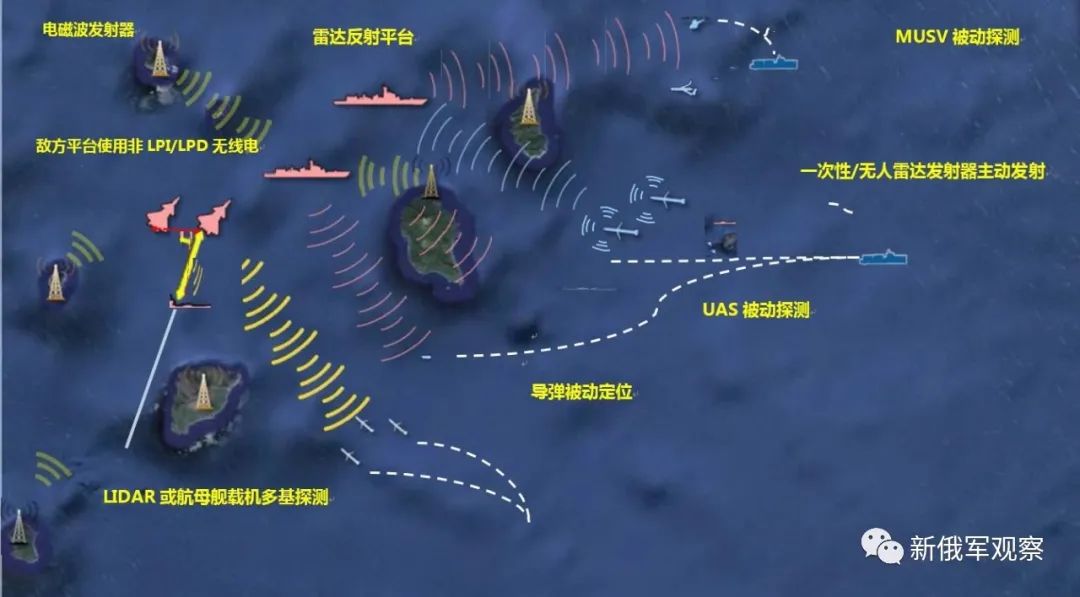 电磁波发射器
雷达反射平台
MUSV 被动探测
敌方平台使用非 LPI/LPD 无线电
一次性/无人雷达发射器主动发射
UAS 被动探测
导弹被动定位
LIDAR 或航母舰载机多基探测
新俄军观察